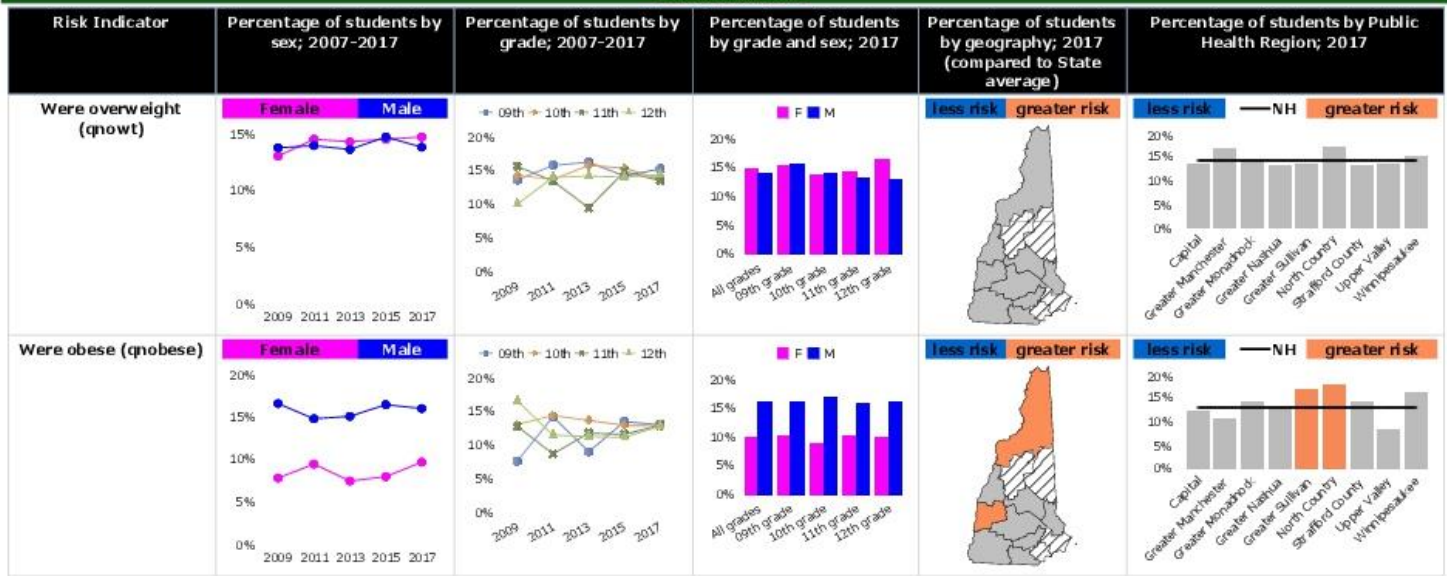 Risk Indicator
Percentage of students by
sex; 2007-2017
Percentage of students by
grade; 2007-2017
Percentage of students
by grade and sex; 2017
Percentage of students
by geography; 2017
(compared to State
average)
Percentage of students by Public
Health Region; 2017
Were overweight
(qnowt)
Female Male
15%
10%
5%
0%
2009 2011 2013 2015 2017
09th 10th 11th 12th
20%
15%
10%
5%
0%
2009 2011 2013 2015 2017
F M
20%
15%
10%
5%
0%
All grades
09th grade
10th grade
11th grade
12th grade
less risk greater risk
less risk NH greater risk
20%
15%
10%
5%
0%
Capital
Greater Manchester
Greater Monadnock
Greater Nashua
Greater Sullivan
North Country
Strafford County
Upper Valley
Winnipesaukee
Were obese (qnobese)
Female Male
20%
15%
10%
5%
0%
2009 2011 2013 2015 2017
09th 10th 11th 12th
20%
15%
10%
5%
0%
2009 2011 2013 2015 2017
F M
20%
15%
10%
5%
0%
All grades
09th grade
10th grade
11th grade
12th grade
less risk greater risk
less risk NH greater risk
20%
15%
10%
5%
0%
Capital
Greater Manchester
Greater Monadnock
Greater Nashua
Greater Sullivan
North Country
Strafford County
Upper Valley
Winnipesaukee